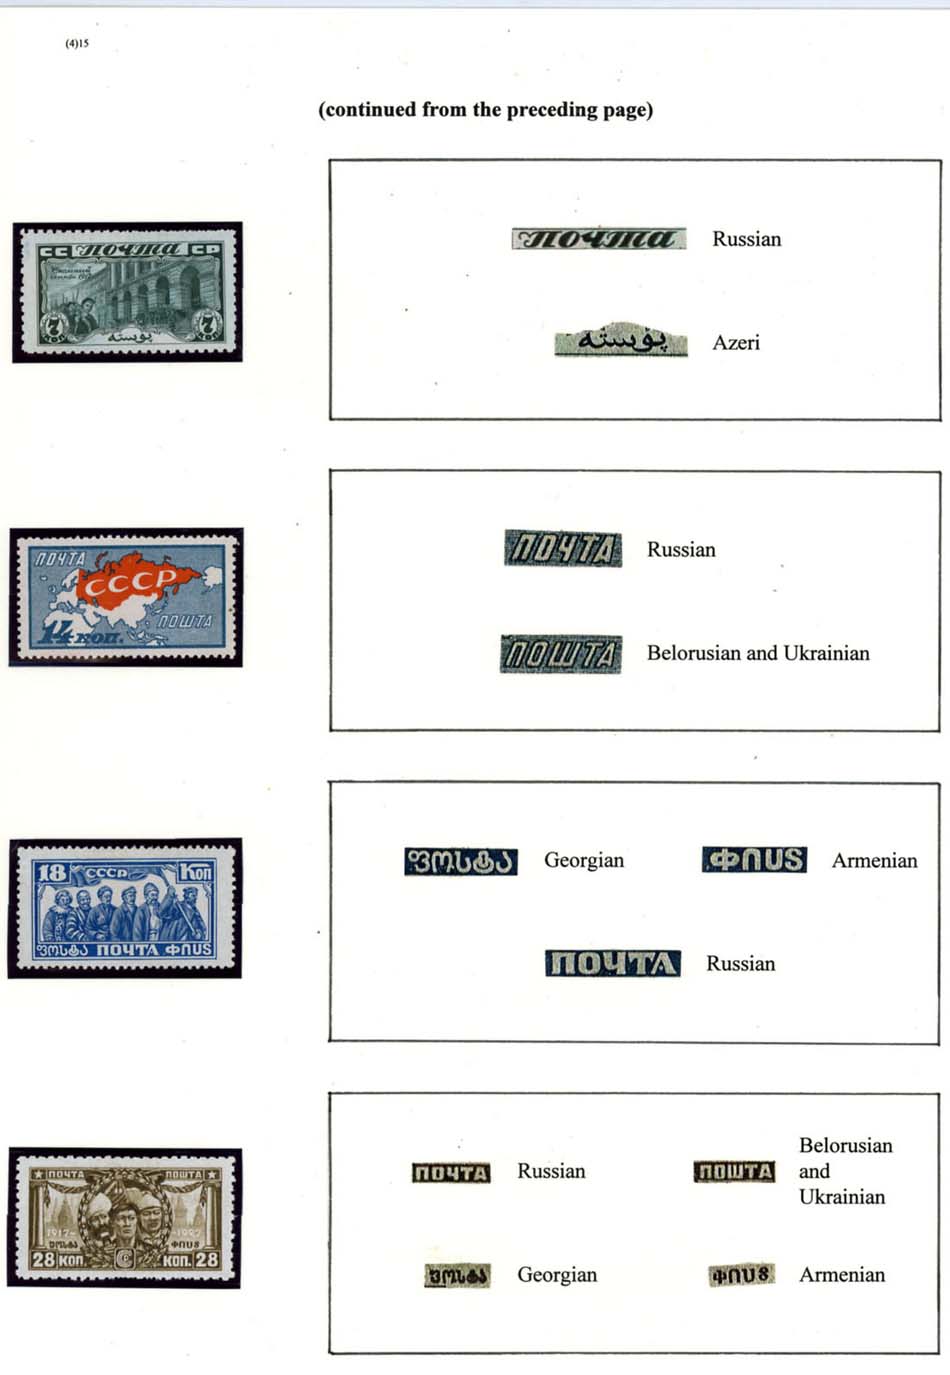 (4)15
(continued from the preceding page)
СС почта СР
7 7
پوسته
почта Russian
پوسته Azeri
ПОЧТА
СССР
ПОШТА
14 коп.
ПОЧТА Russian
ПОШТА Belorusian and Ukrainian
18 СССР Коп
ფოსტა ПОЧТА ՓՈՍՏ
ფოსტა Georgian
ՓՈՍՏ Armenian
ПОЧТА Russian
ПОЧТА ПОШТА
1917- -1927
ფოსტა ՓՈՍՏ
28 КОП. КОП. 28
ПОЧТА Russian
ПОШТА Belorusian
and
Ukrainian
ფოსტა Georgian
ՓՈՍՏ Armenian